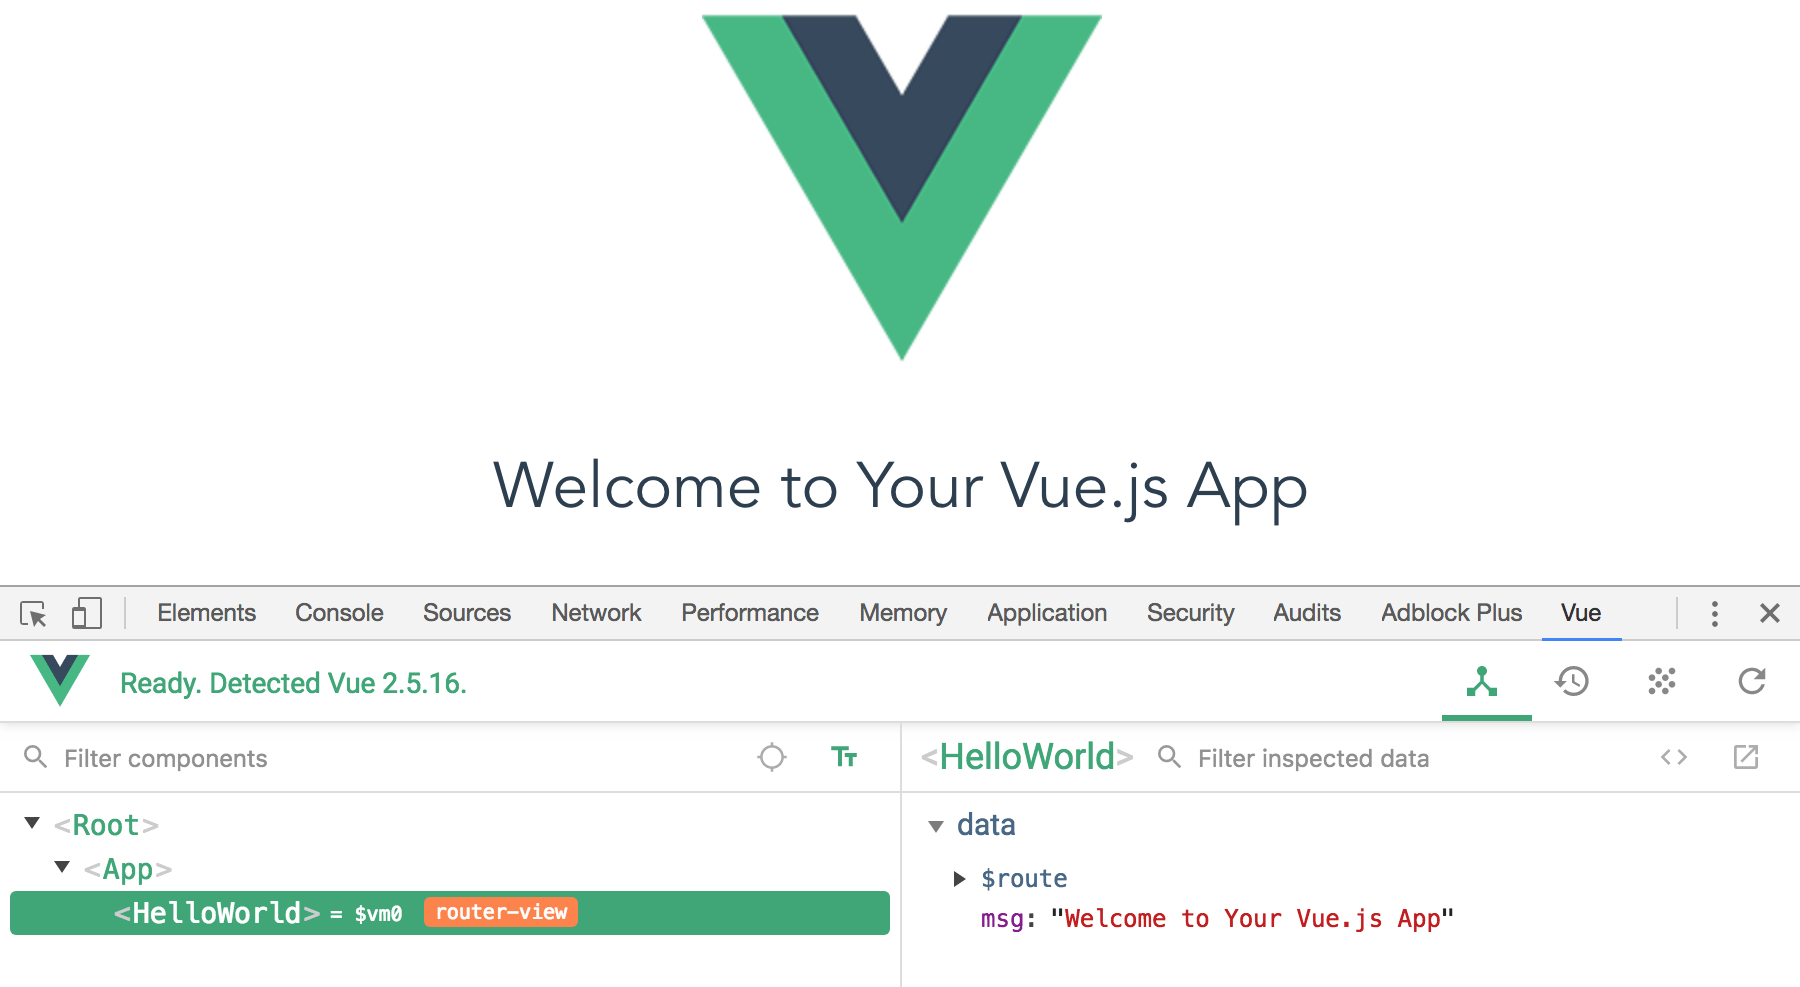 Welcome to Your Vue.js App
Elements Console Sources Network Performance Memory Application Security Audits Adblock Plus Vue
Ready. Detected Vue 2.5.16.
Filter components
<HelloWorld> Filter inspected data
<Root>
<App>
<HelloWorld> = $vm0 router-view
data
$route
msg: "Welcome to Your Vue.js App"